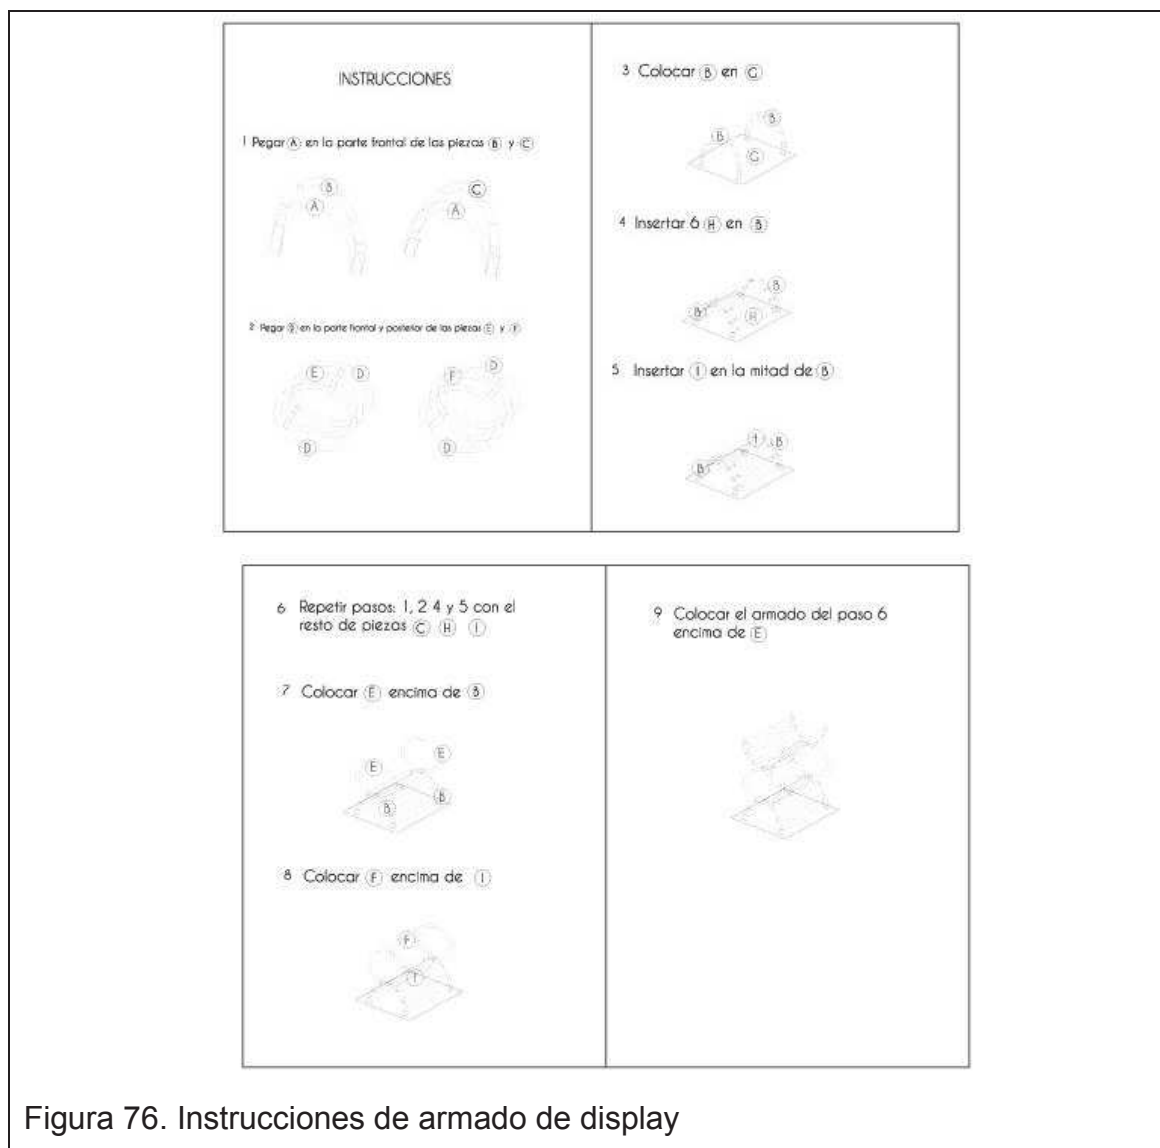 INSTRUCCIONES
1 Pegar A en la parte frontal de las piezas B y C
B
A
C
A
2 Pegar D en la parte frontal y posterior de las piezas E y F
E
D
D
F
D
D
3 Colocar B en G
B
B
G
4 Insertar 6 H en B
B
B
H
5 Insertar I en la mitad de B
I
B
B
6 Repetir pasos: 1, 2 4 y 5 con el
resto de piezas C H I
7 Colocar E encima de B
E
E
B
B
8 Colocar F encima de I
F
I
9 Colocar el armado del paso 6
encima de E
Figura 76. Instrucciones de armado de display